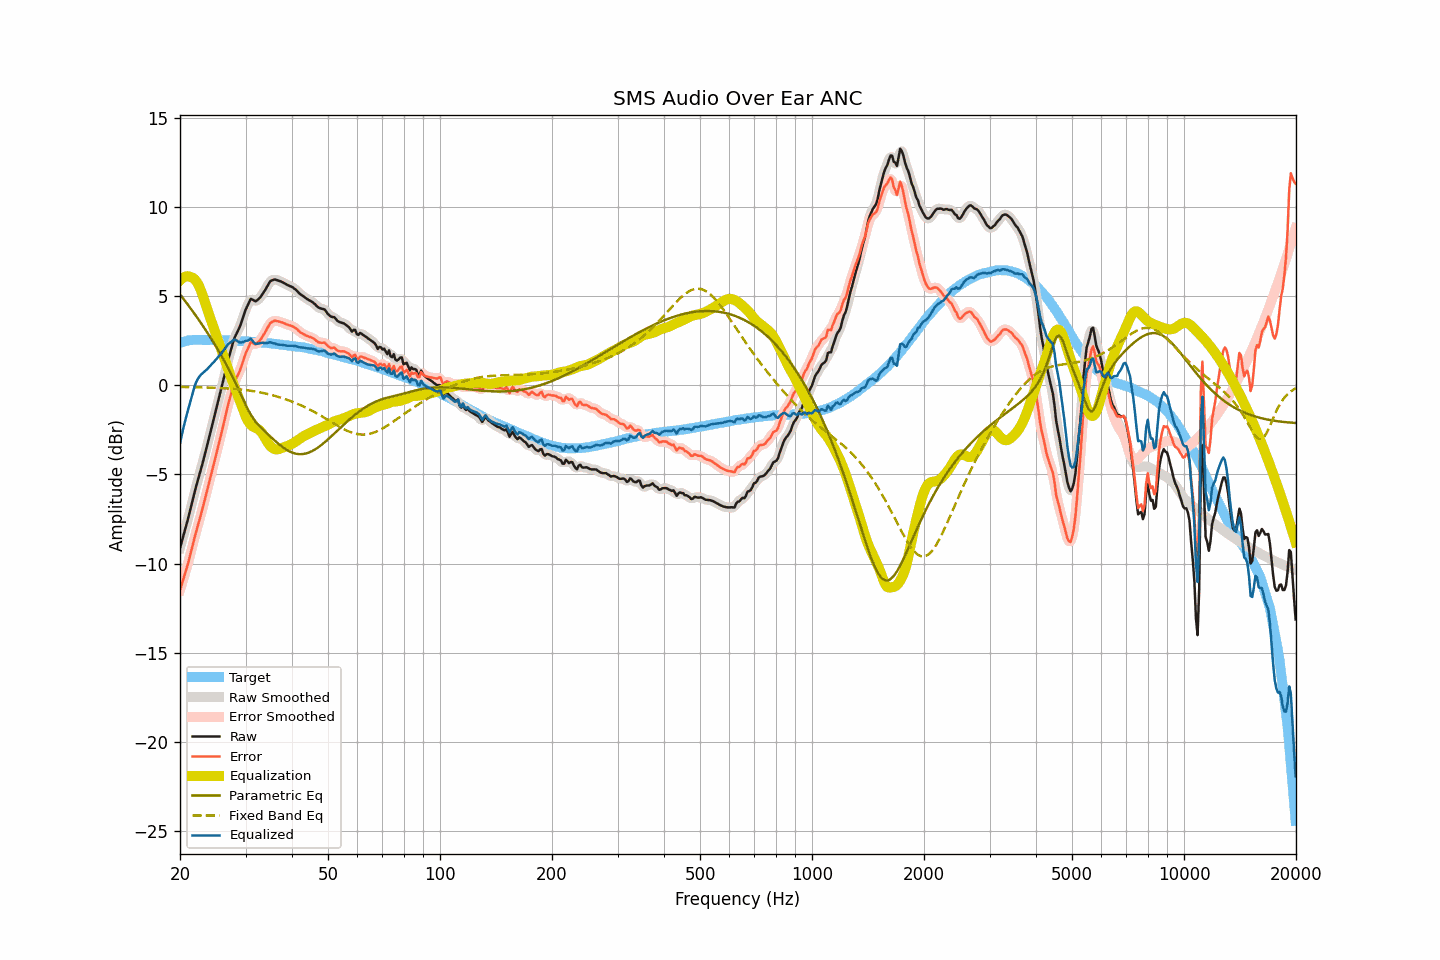 SMS Audio Over Ear ANC
15
10
5
0
−5
−10
−15
−20
−25
Amplitude (dBr)
Target
Raw Smoothed
Error Smoothed
Raw
Error
Equalization
Parametric Eq
Fixed Band Eq
Equalized
20 50 100 200 500 1000 2000 5000 10000 20000
Frequency (Hz)